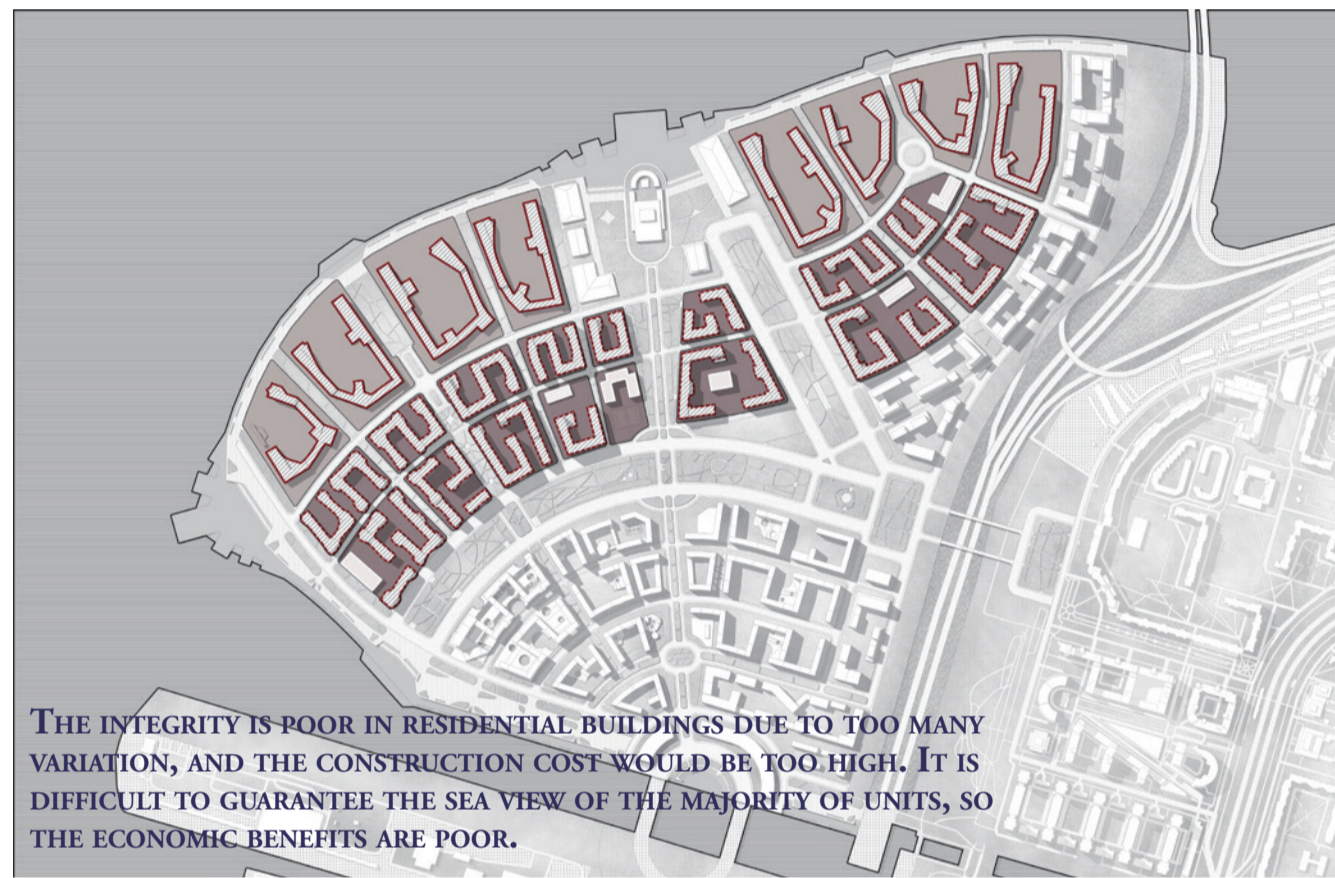 The integrity is poor in residential buildings due to too many
variation, and the construction cost would be too high. It is
difficult to guarantee the sea view of the majority of units, so
the economic benefits are poor.